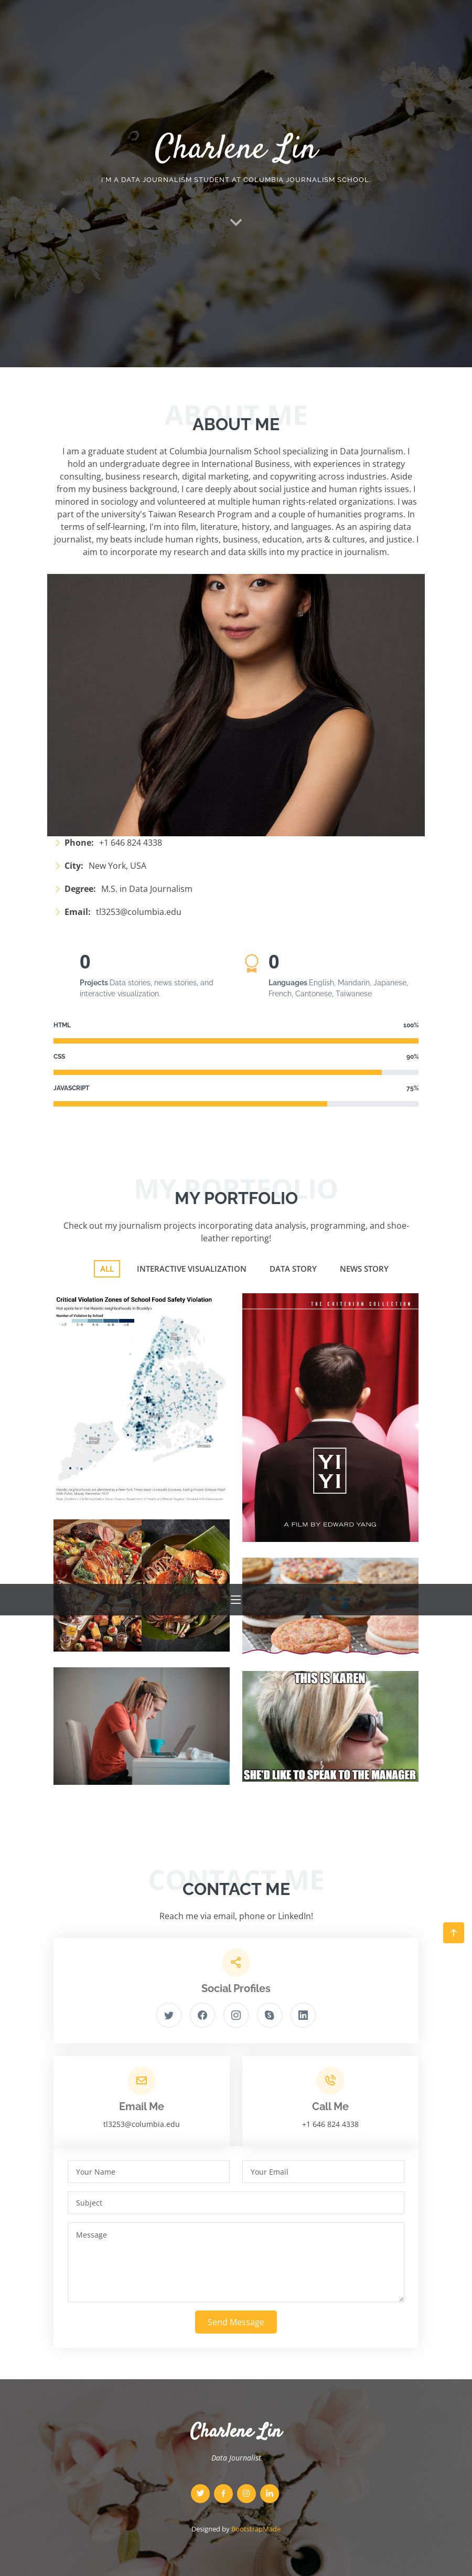 Charlene Lin
I'M A DATA JOURNALISM STUDENT AT COLUMBIA JOURNALISM SCHOOL.
ABOUT ME
ABOUT ME
I am a graduate student at Columbia Journalism School specializing in Data Journalism. I
hold an undergraduate degree in International Business, with experiences in strategy
consulting, business research, digital marketing, and copywriting across industries. Aside
from my business background, I care deeply about social justice and human rights issues. I
minored in sociology and volunteered at multiple human rights-related organizations. I was
part of the university's Taiwan Research Program and a couple of humanities programs. In
terms of self-learning, I'm into film, literature, history, and languages. As an aspiring data
journalist, my beats include human rights, business, education, arts & cultures, and justice. I
aim to incorporate my research and data skills into my practice in journalism.
Phone: +1 646 824 4338
City: New York, USA
Degree: M.S. in Data Journalism
Email: tl3253@columbia.edu
0
Projects Data stories, news stories, and
interactive visualization.
0
Languages English, Mandarin, Japanese,
French, Cantonese, Taiwanese
HTML 100%
CSS 90%
JAVASCRIPT 75%
MY PORTFOLIO
MY PORTFOLIO
Check out my journalism projects incorporating data analysis, programming, and shoe-
leather reporting!
ALL INTERACTIVE VISUALIZATION DATA STORY NEWS STORY
Critical Violation Zones of School Food Safety Violation
Number of Violation by School
THE CRITERION COLLECTION
YI
YI
A FILM BY EDWARD YANG
THIS IS KAREN
SHE'D LIKE TO SPEAK TO THE MANAGER
CONTACT ME
CONTACT ME
Reach me via email, phone or LinkedIn!
Social Profiles
Email Me
tl3253@columbia.edu
Call Me
+1 646 824 4338
Your Name
Your Email
Subject
Message
Send Message
Charlene Lin
Data Journalist.
Designed by BootstrapMade